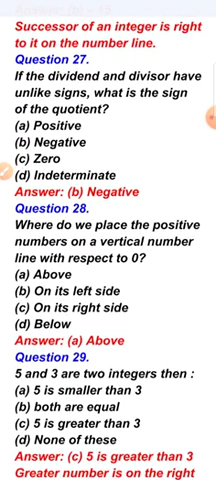 Successor of an integer is right
to it on the number line.
Question 27.
If the dividend and divisor have
unlike signs, what is the sign
of the quotient?
(a) Positive
(b) Negative
(c) Zero
(d) Indeterminate
Answer: (b) Negative
Question 28.
Where do we place the positive
numbers on a vertical number
line with respect to 0?
(a) Above
(b) On its left side
(c) On its right side
(d) Below
Answer: (a) Above
Question 29.
5 and 3 are two integers then :
(a) 5 is smaller than 3
(b) both are equal
(c) 5 is greater than 3
(d) None of these
Answer: (c) 5 is greater than 3
Greater number is on the right